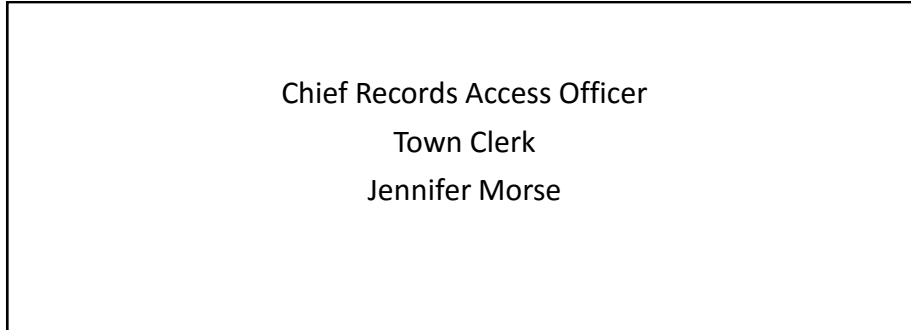 Chief Records Access Officer
Town Clerk
Jennifer Morse